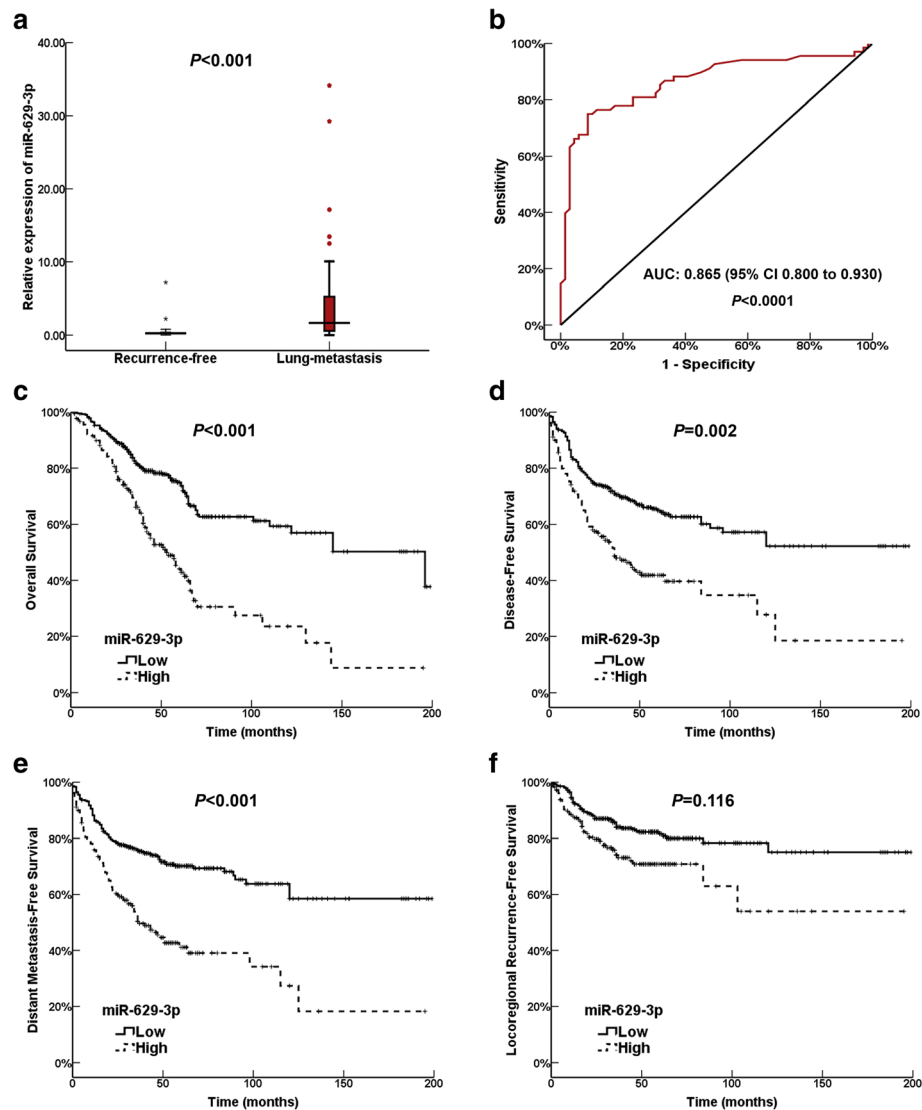 a
P<0.001
Relative expression of miR-629-3p
40.00
30.00
20.00
10.00
0.00
Recurrence-free
Lung-metastasis
b
Sensitivity
100%
80%
60%
40%
20%
0%
AUC: 0.865 (95% CI 0.800 to 0.930)
P<0.0001
0%
20%
40%
60%
80%
100%
1 - Specificity
c
P<0.001
Overall Survival
100%
80%
60%
40%
20%
0%
miR-629-3p
Low
High
0
50
100
150
200
Time (months)
d
P=0.002
Disease-Free Survival
100%
80%
60%
40%
20%
0%
miR-629-3p
Low
High
0
50
100
150
200
Time (months)
e
P<0.001
Distant Metastasis-Free Survival
100%
80%
60%
40%
20%
0%
miR-629-3p
Low
High
0
50
100
150
200
Time (months)
f
P=0.116
Locoregional Recurrence-Free Survival
100%
80%
60%
40%
20%
0%
miR-629-3p
Low
High
0
50
100
150
200
Time (months)